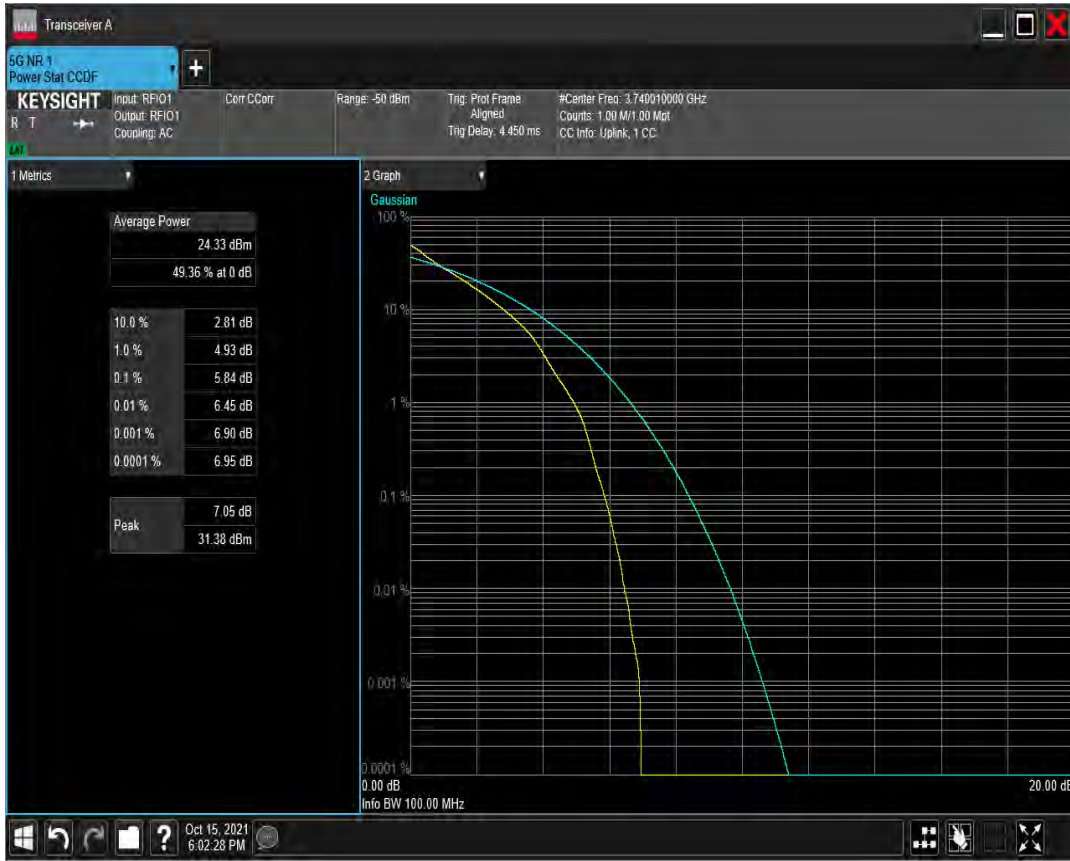 Transceiver A
5G NR 1
Power Stat CCDF
+
KEYSIGHT
R T
LXI
Input: RFIO1
Output: RFIO1
Coupling: AC
Corr CCorr
Range: -50 dBm
Trig: Prot Frame
Aligned
Trig Delay: 4.450 ms
#Center Freq: 3.740010000 GHz
Counts: 1.00 M/1.00 Mpt
CC Info: Uplink, 1 CC
1 Metrics
Average Power
24.33 dBm
49.36 % at 0 dB
10.0 % 2.81 dB
1.0 % 4.93 dB
0.1 % 5.84 dB
0.01 % 6.45 dB
0.001 % 6.90 dB
0.0001 % 6.95 dB
Peak 7.05 dB
31.38 dBm
2 Graph
Gaussian
100 %
10 %
1 %
0.1 %
0.01 %
0.001 %
0.0001 %
0.00 dB
20.00 dB
Info BW 100.00 MHz
?
Oct 15, 2021
6:02:28 PM